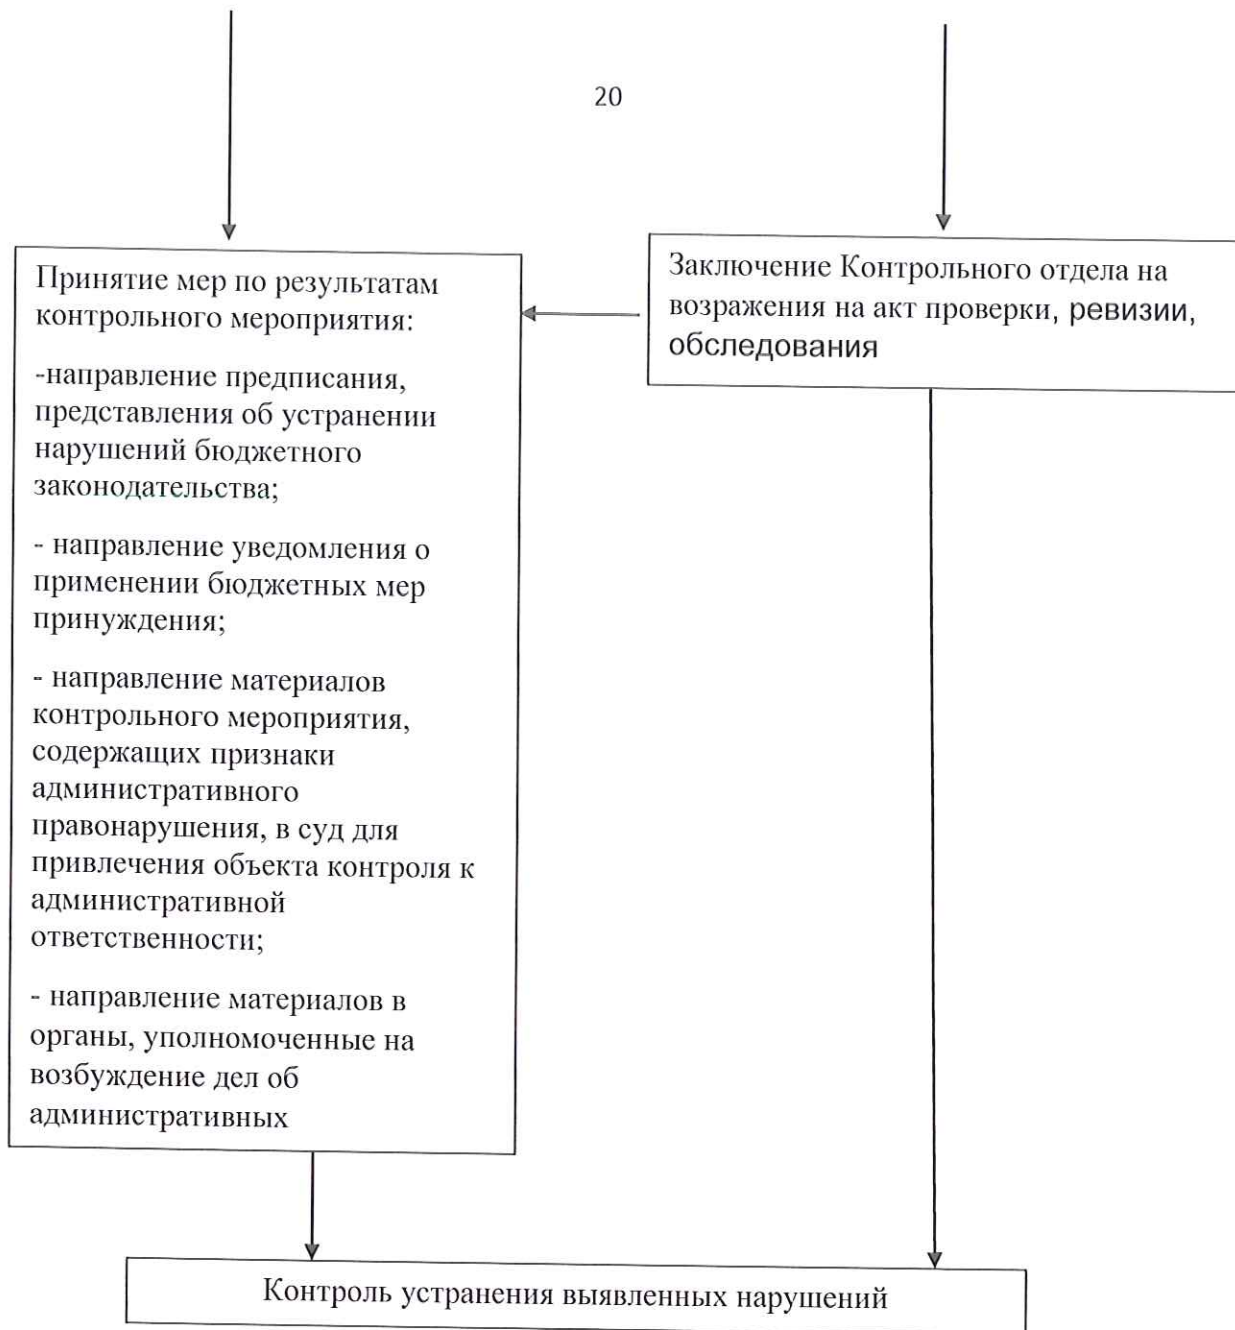 20
Принятие мер по результатам
контрольного мероприятия:
-направление предписания,
представления об устранении
нарушений бюджетного
законодательства;
- направление уведомления о
применении бюджетных мер
принуждения;
- направление материалов
контрольного мероприятия,
содержащих признаки
административного
правонарушения, в суд для
привлечения объекта контроля к
административной
ответственности;
- направление материалов в
органы, уполномоченные на
возбуждение дел об
административных
Заключение Контрольного отдела на
возражения на акт проверки, ревизии,
обследования
Контроль устранения выявленных нарушений